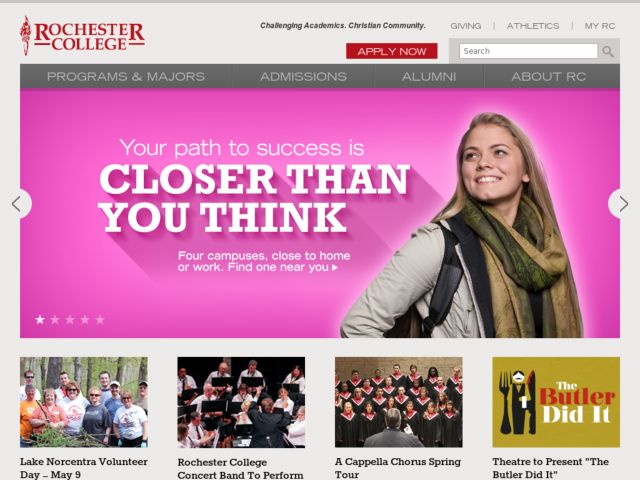 ROCHESTER
COLLEGE
Challenging Academics. Christian Community.
GIVING | ATHLETICS | MY RC
APPLY NOW
Search
PROGRAMS & MAJORS
ADMISSIONS
ALUMNI
ABOUT RC
Your path to success is
CLOSER THAN
YOU THINK
Four campuses, close to home
or work. Find one near you
Lake Norcentra Volunteer
Day – May 9
Rochester College
Concert Band To Perform
A Cappella Chorus Spring
Tour
The
Butler
Did It
Theatre to Present "The
Butler Did It"